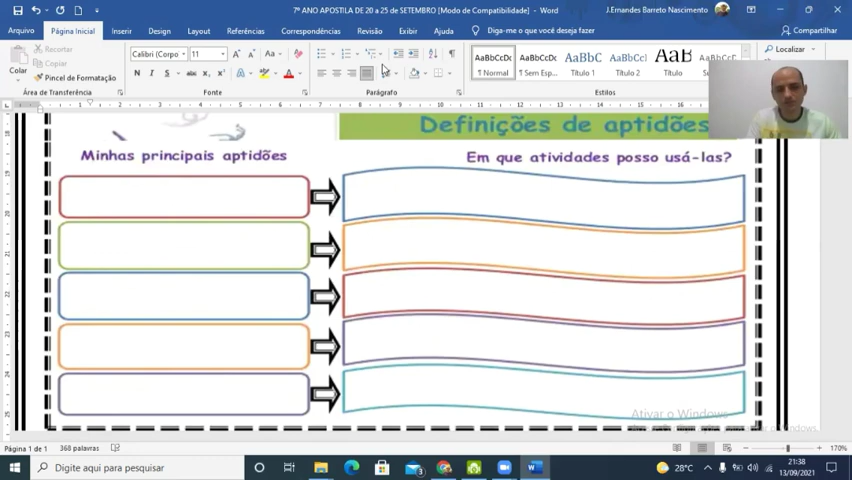 7º ANO APOSTILA DE 20 a 25 de SETEMBRO [Modo de Compatibilidade] - Word
J.Ernandes Barreto Nascimento
Arquivo Página Inicial Inserir Design Layout Referências Correspondências Revisão Exibir Ajuda Diga-me o que você deseja fazer Compartilhar
Colar
Recortar
Copiar
Pincel de Formatação
Calibri (Corpo 11
Localizar
AaBbCcDc AaBbCcDc AaBbC AaBbCcC AaB AaBbCcC
¶ Normal ¶ Sem Esp... Título 1 Título 2 Título
Área de Transferência Fonte Parágrafo Estilos
Definições de aptidões
Minhas principais aptidões
Em que atividades posso usá-las?
Ativar o Windows
Página 1 de 1 368 palavras 170%
Digite aqui para pesquisar
28°C
21:38
13/09/2021